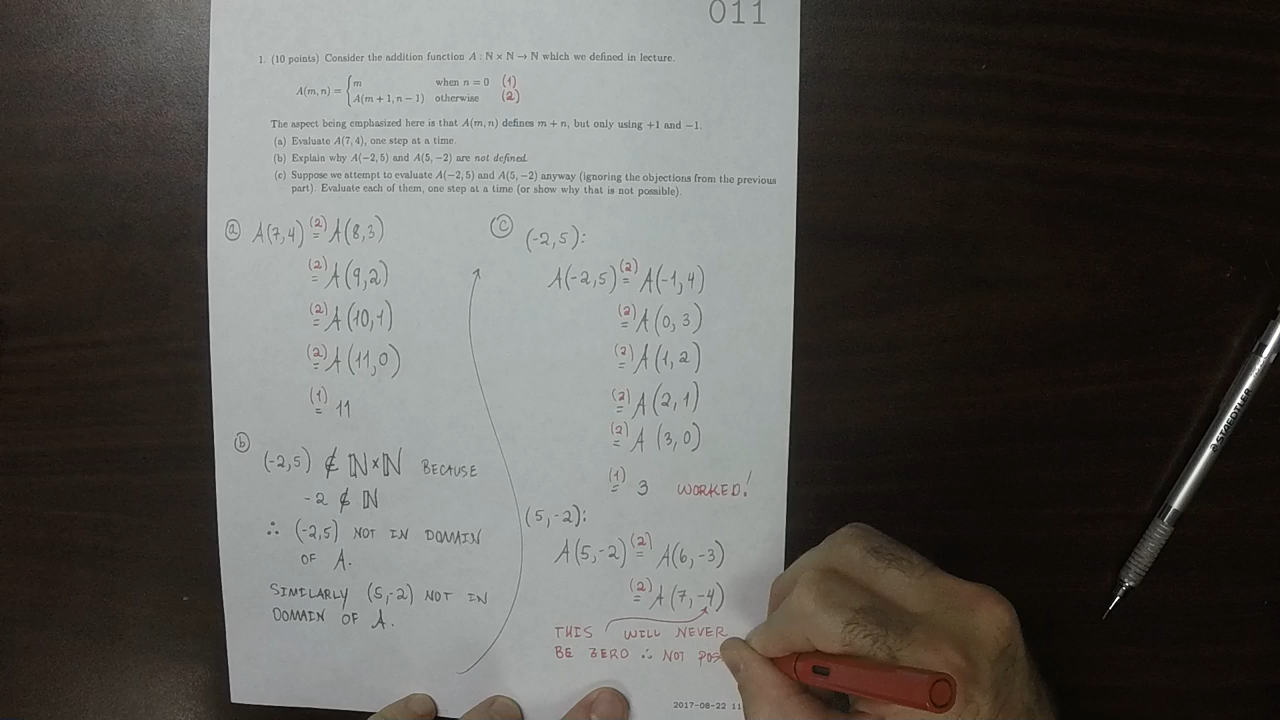 011
1. (10 points) Consider the addition function A : ℕ × ℕ → ℕ which we defined in lecture.
A(m, n) = { m when n = 0 (1)
A(m + 1, n − 1) otherwise (2)
The aspect being emphasized here is that A(m, n) defines m + n, but only using +1 and −1.
(a) Evaluate A(7, 4), one step at a time.
(b) Explain why A(−2, 5) and A(5, −2) are not defined.
(c) Suppose we attempt to evaluate A(−2, 5) and A(5, −2) anyway (ignoring the objections from the previous
part). Evaluate each of them, one step at a time (or show why that is not possible).
(a) A(7,4) (2)= A(8,3)
(2)= A(9,2)
(2)= A(10,1)
(2)= A(11,0)
(1)= 11
(b)
(-2,5) ∉ ℕ×ℕ BECAUSE
-2 ∉ ℕ
∴ (-2,5) NOT IN DOMAIN
OF A.
SIMILARLY (5,-2) NOT IN
DOMAIN OF A.
(c) (-2,5):
A(-2,5) (2)= A(-1,4)
(2)= A(0,3)
(2)= A(1,2)
(2)= A(2,1)
(2)= A(3,0)
(1)= 3 WORKED!
(5,-2):
A(5,-2) (2)= A(6,-3)
(2)= A(7,-4)
THIS WILL NEVER
BE ZERO ∴ NOT POS
2017-08-22 11
STAEDTLER